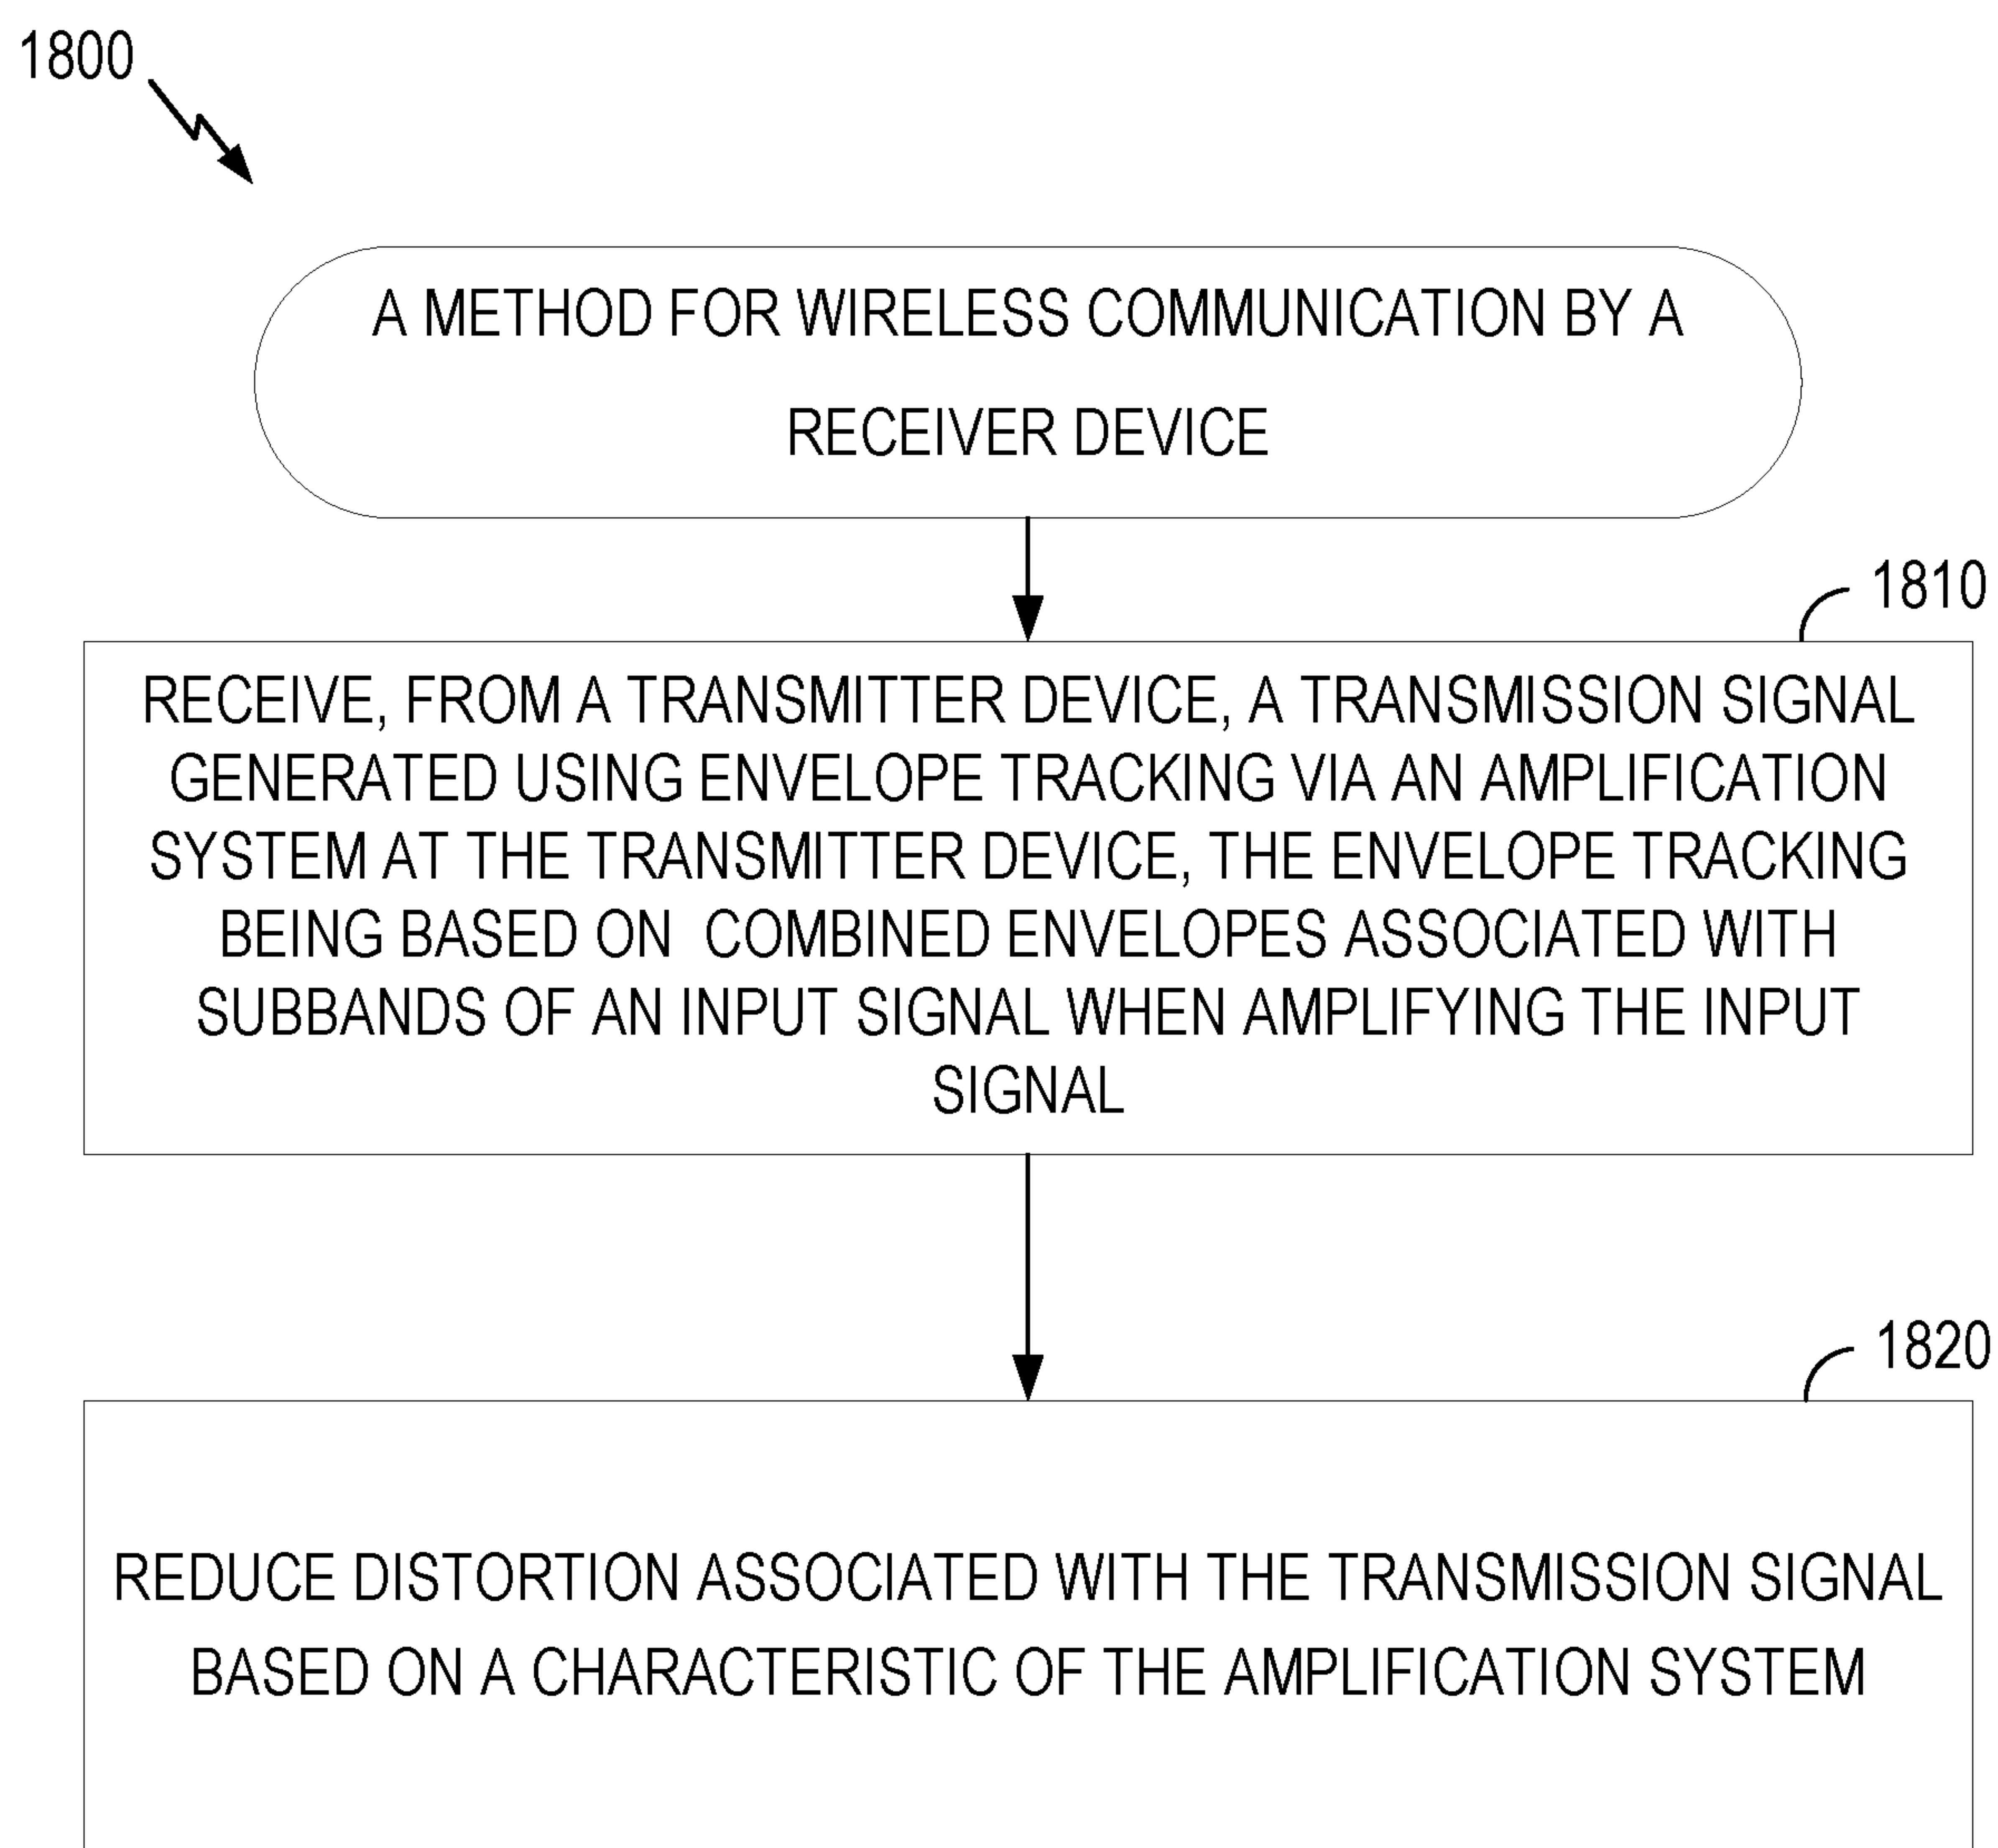 1800
A METHOD FOR WIRELESS COMMUNICATION BY A
RECEIVER DEVICE
1810
RECEIVE, FROM A TRANSMITTER DEVICE, A TRANSMISSION SIGNAL
GENERATED USING ENVELOPE TRACKING VIA AN AMPLIFICATION
SYSTEM AT THE TRANSMITTER DEVICE, THE ENVELOPE TRACKING
BEING BASED ON COMBINED ENVELOPES ASSOCIATED WITH
SUBBANDS OF AN INPUT SIGNAL WHEN AMPLIFYING THE INPUT
SIGNAL
1820
REDUCE DISTORTION ASSOCIATED WITH THE TRANSMISSION SIGNAL
BASED ON A CHARACTERISTIC OF THE AMPLIFICATION SYSTEM